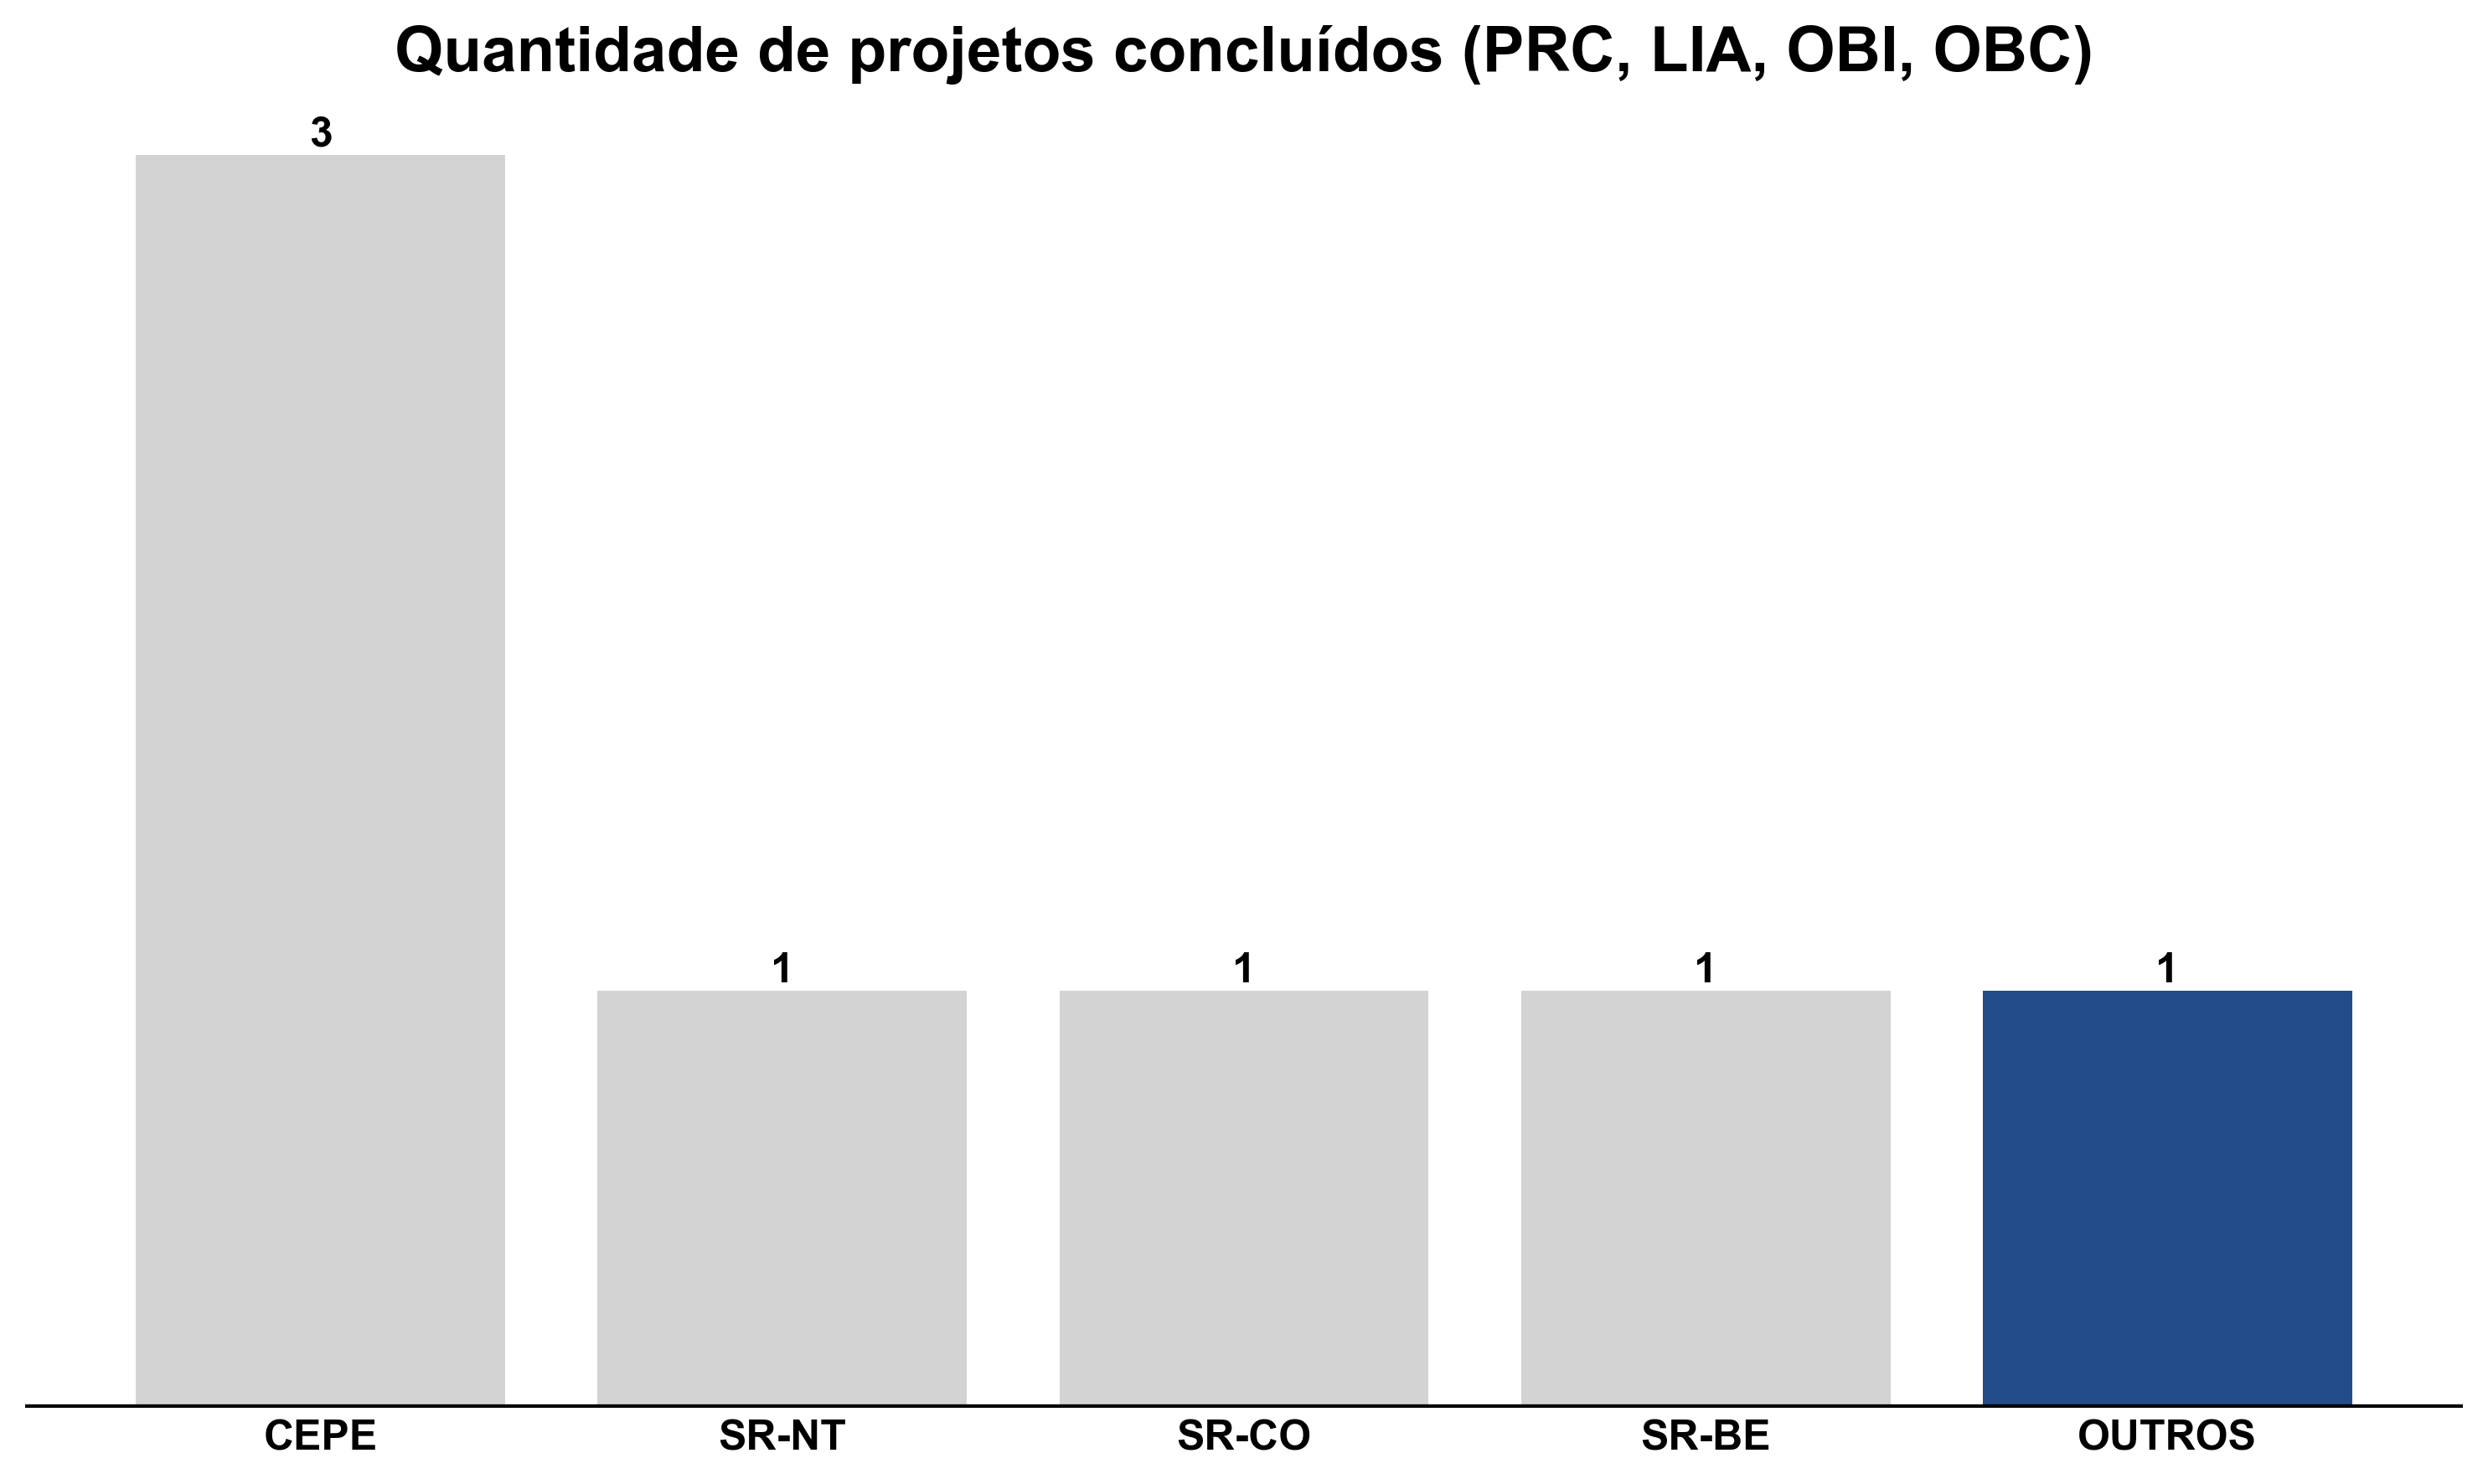 Quantidade de projetos concluídos (PRC, LIA, OBI, OBC)
3
1 1 1 1
CEPE SR-NT SR-CO SR-BE OUTROS